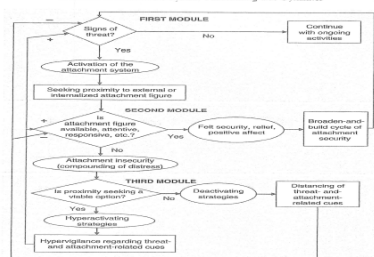 FIRST MODULE
Signs of
threat?
No
Continue
with ongoing
activities
Yes
Activation of the
attachment system
Seeking proximity to external or
internalized attachment figure
SECOND MODULE
Is
attachment figure
available, attentive,
responsive, etc.?
Yes
Felt security, relief,
positive affect
Broaden-and-
build cycle of
attachment
security
No
Attachment insecurity
(compounding of distress)
THIRD MODULE
Is proximity seeking a
viable option?
No
Deactivating
strategies
Distancing of
threat- and
attachment-
related cues
Yes
Hyperactivating
strategies
Hypervigilance regarding threat-
and attachment-related cues